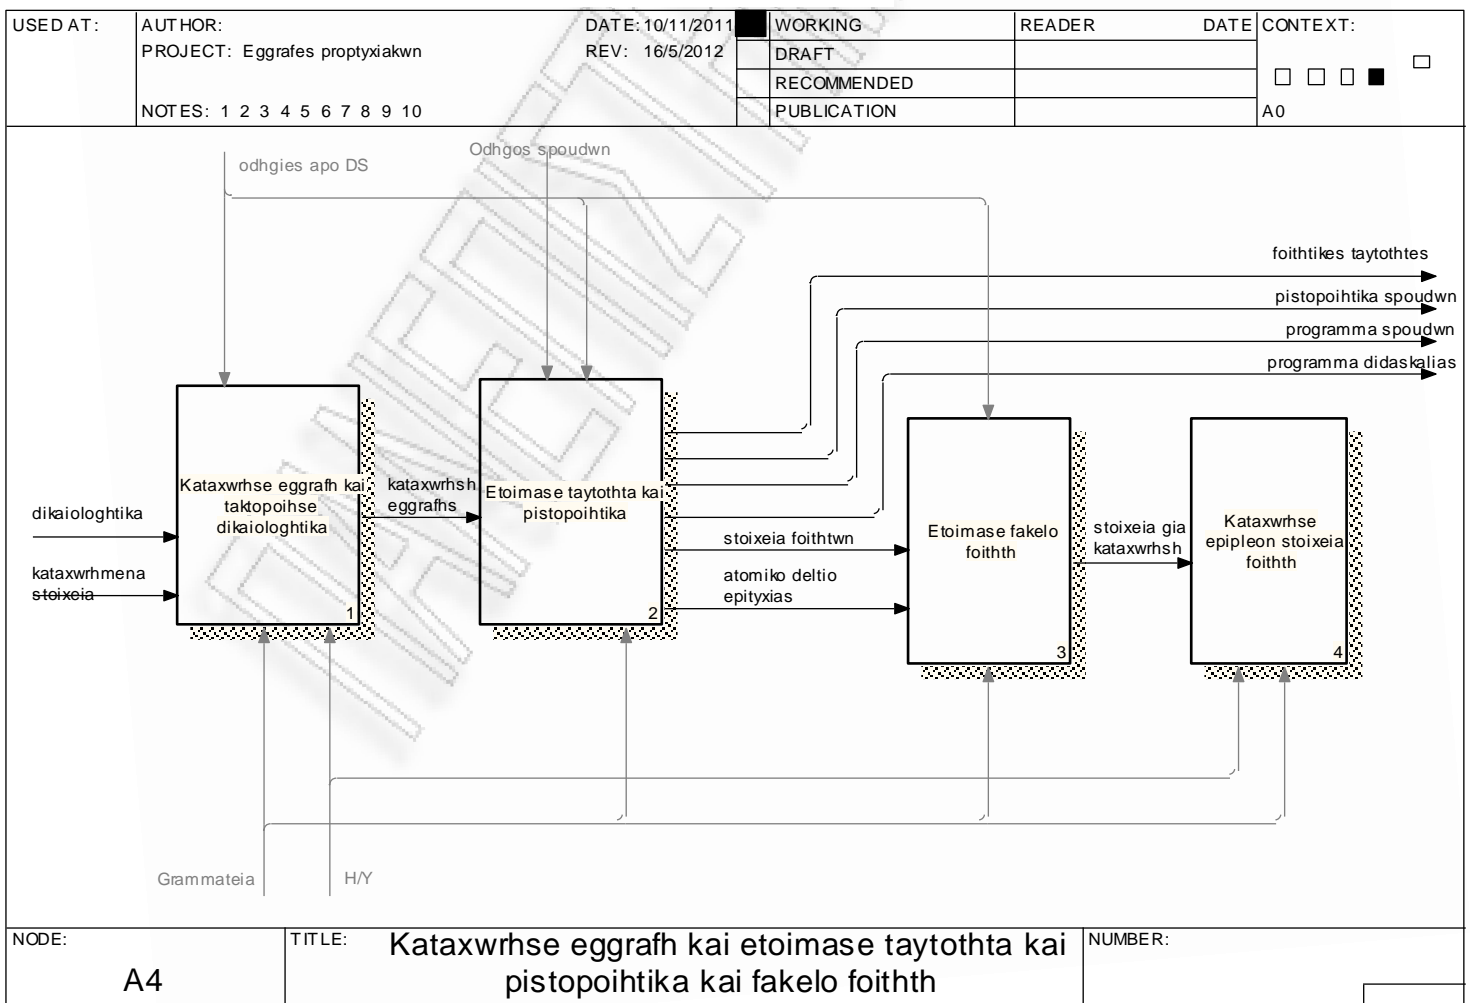 USED AT:
AUTHOR:
DATE: 10/11/2011
WORKING
READER
DATE
CONTEXT:
PROJECT: Eggrafes proptyxiakwn
REV: 16/5/2012
DRAFT
RECOMMENDED
NOTES: 1 2 3 4 5 6 7 8 9 10
PUBLICATION
A0
odhgies apo DS
Odhgos spoudwn
foithtikes taytothtes
pistopoihtika spoudwn
programma spoudwn
programma didaskalias
dikaiologhtika
kataxwrhmena
stoixeia
Kataxwrhse eggrafh kai
taktopoihse
dikaiologhtika
1
kataxwrhsh
eggrafhs
Etoimase taytothta kai
pistopoihtika
2
stoixeia foithtwn
atomiko deltio
epityxias
Etoimase fakelo
foithth
3
stoixeia gia
kataxwrhsh
Kataxwrhse
epipleon stoixeia
foithth
4
Grammateia
H/Y
NODE:
A4
TITLE:
Kataxwrhse eggrafh kai etoimase taytothta kai
pistopoihtika kai fakelo foithth
NUMBER: